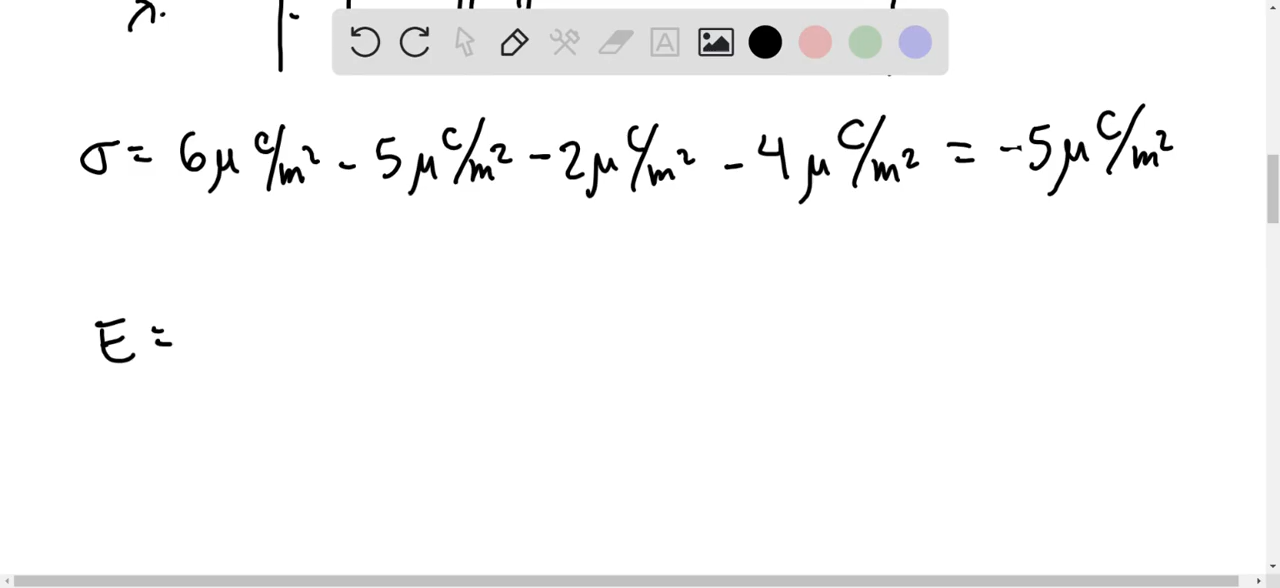 σ = 6μ C/m² - 5μ C/m² - 2μ C/m² - 4μ C/m² = -5μ C/m²
E =